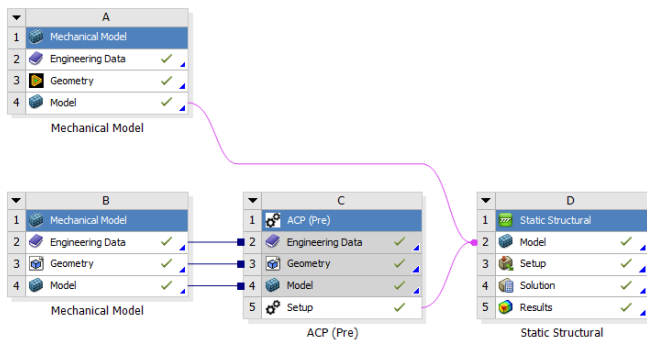 A
1 Mechanical Model
2 Engineering Data
3 Geometry
4 Model
Mechanical Model
B
1 Mechanical Model
2 Engineering Data
3 Geometry
4 Model
Mechanical Model
C
1 ACP (Pre)
2 Engineering Data
3 Geometry
4 Model
5 Setup
ACP (Pre)
D
1 Static Structural
2 Model
3 Setup
4 Solution
5 Results
Static Structural